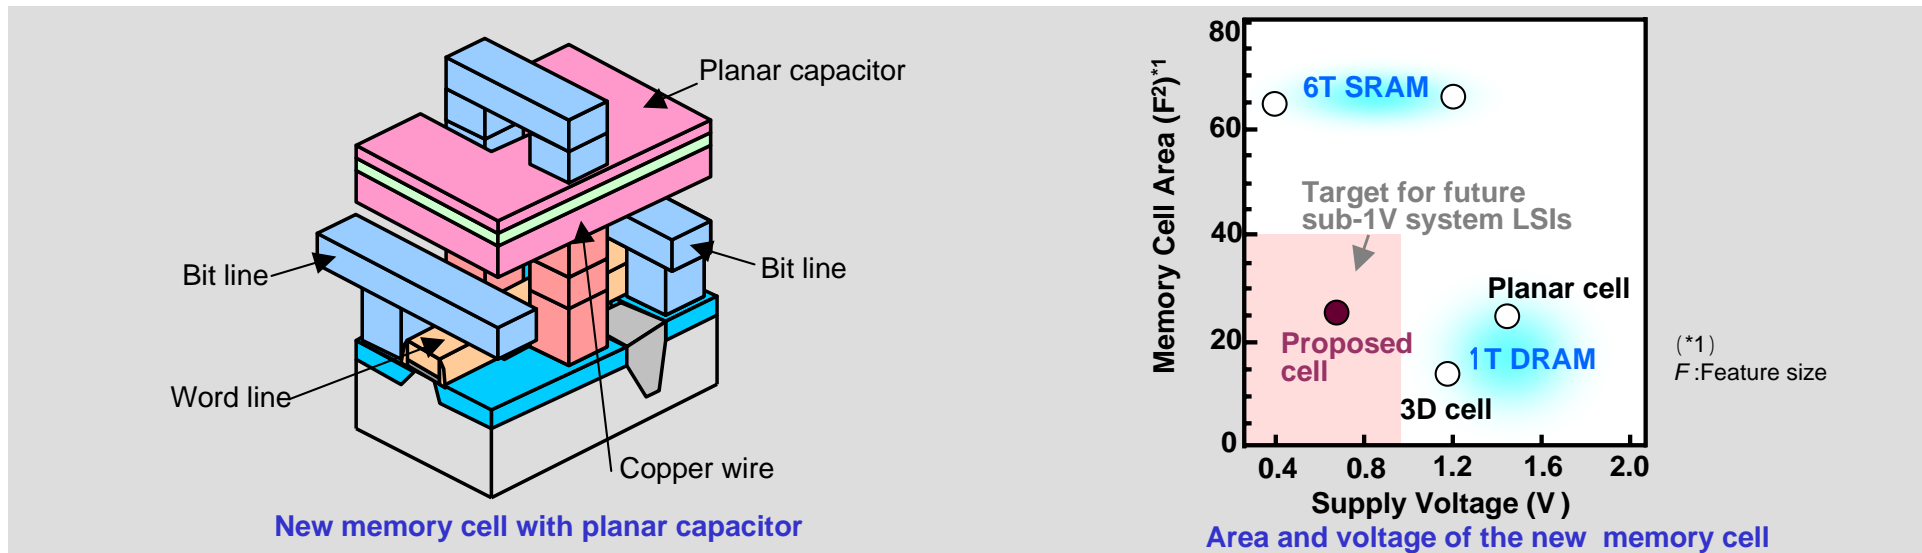 Planar capacitor
Bit line
Bit line
Word line
Copper wire
New memory cell with planar capacitor
Memory Cell Area (F²)*1
80
60
40
20
0
6T SRAM
Target for future
sub-1V system LSIs
Planar cell
Proposed
cell
1T DRAM
3D cell
0.4 0.8 1.2 1.6 2.0
Supply Voltage (V )
Area and voltage of the new memory cell
(*1)
F :Feature size